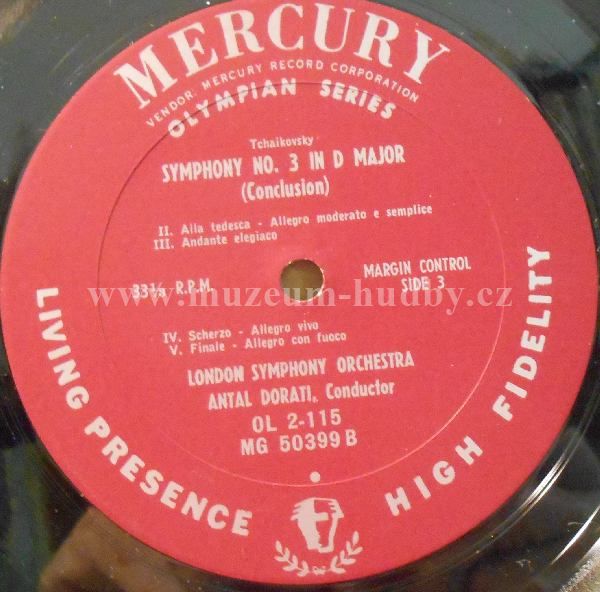 MERCURY
VENDOR: MERCURY RECORD CORPORATION
OLYMPIAN SERIES
Tchaikovsky
SYMPHONY NO. 3 IN D MAJOR
(Conclusion)
II. Alla tedesca - Allegro moderato e semplice
III. Andante elegiaco
33⅓ R.P.M.
MARGIN CONTROL
SIDE 3
www.muzeum-hudby.cz
IV. Scherzo - Allegro vivo
V. Finale - Allegro con fuoco
LONDON SYMPHONY ORCHESTRA
ANTAL DORATI, Conductor
OL 2-115
MG 50399 B
LIVING PRESENCE
HIGH FIDELITY